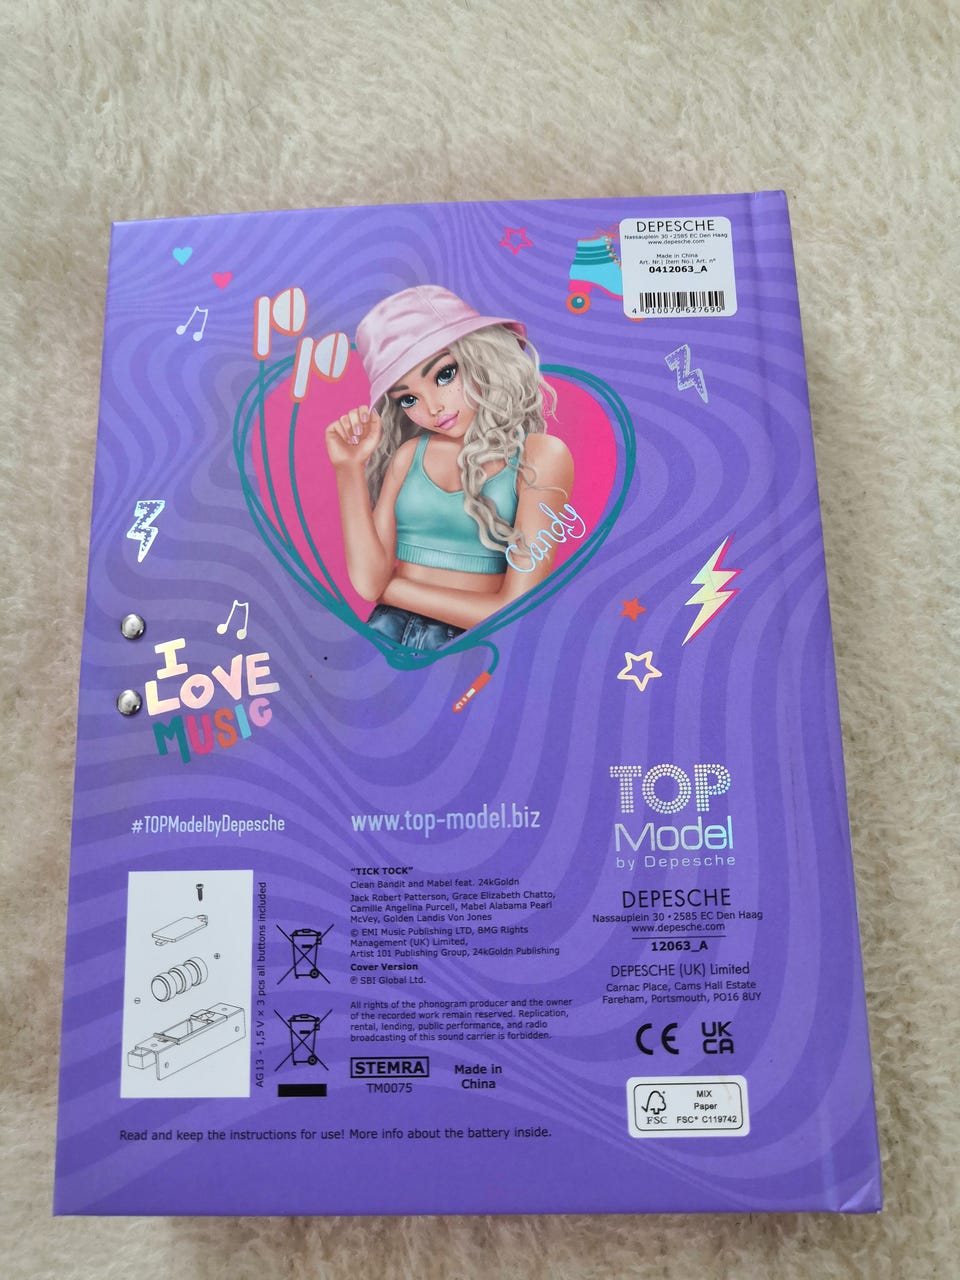 DEPESCHE
Nassauplein 30 • 2585 EC Den Haag
www.depesche.com
Made in China
Art. Nr.| Item No.| Art. n°
0412063_A
4 010070 627690
Candy
I
LOVE
MUSIC
#TOPModelbyDepesche
www.top-model.biz
TOP
Model
by Depesche
AG13 - 1,5 V x 3 pcs all buttons included
"TICK TOCK"
Clean Bandit and Mabel feat. 24kGoldn
Jack Robert Patterson, Grace Elizabeth Chatto,
Camille Angelina Purcell, Mabel Alabama Pearl
McVey, Golden Landis Von Jones
© EMI Music Publishing LTD, BMG Rights
Management (UK) Limited,
Artist 101 Publishing Group, 24kGoldn Publishing
Cover Version
℗ SBI Global Ltd.
All rights of the phonogram producer and the owner
of the recorded work remain reserved. Replication,
rental, lending, public performance, and radio
broadcasting of this sound carrier is forbidden.
STEMRA
TM0075
Made in
China
DEPESCHE
Nassauplein 30 • 2585 EC Den Haag
www.depesche.com
12063_A
DEPESCHE (UK) Limited
Carnac Place, Cams Hall Estate
Fareham, Portsmouth, PO16 8UY
CE
UK
CA
FSC
MIX
Paper
FSC® C119742
Read and keep the instructions for use! More info about the battery inside.